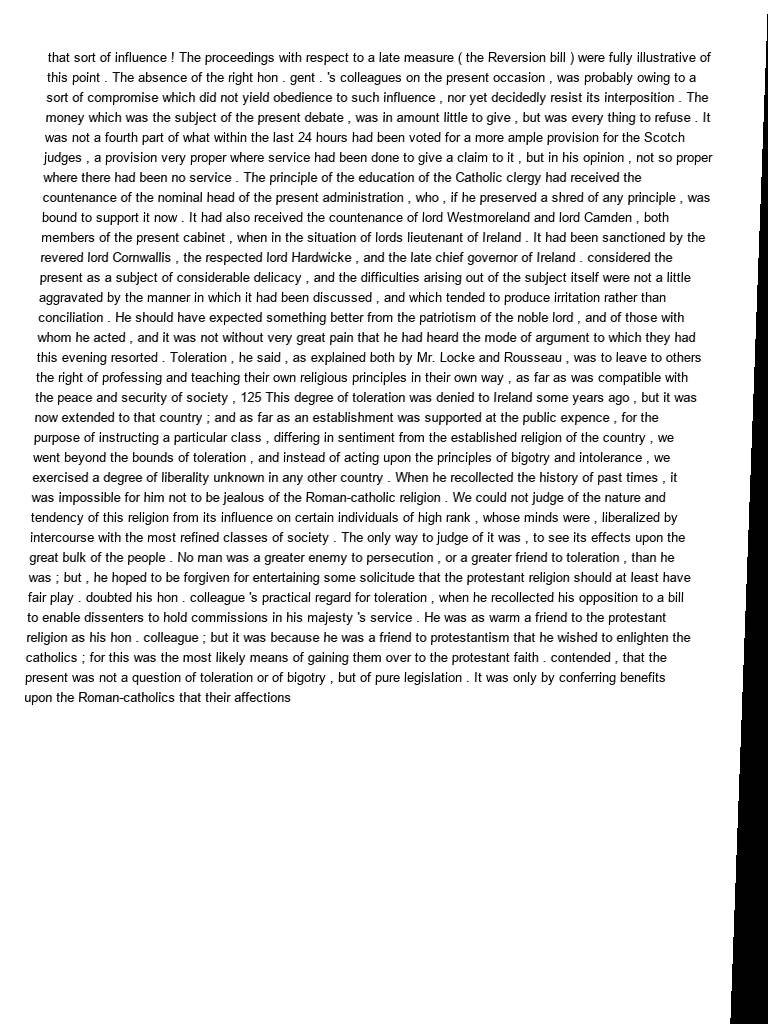 that sort of influence ! The proceedings with respect to a late measure ( the Reversion bill ) were fully illustrative of
this point . The absence of the right hon . gent . 's colleagues on the present occasion , was probably owing to a
sort of compromise which did not yield obedience to such influence , nor yet decidedly resist its interposition . The
money which was the subject of the present debate , was in amount little to give , but was every thing to refuse . It
was not a fourth part of what within the last 24 hours had been voted for a more ample provision for the Scotch
judges , a provision very proper where service had been done to give a claim to it , but in his opinion , not so proper
where there had been no service . The principle of the education of the Catholic clergy had received the
countenance of the nominal head of the present administration , who , if he preserved a shred of any principle , was
bound to support it now . It had also received the countenance of lord Westmoreland and lord Camden , both
members of the present cabinet , when in the situation of lords lieutenant of Ireland . It had been sanctioned by the
revered lord Cornwallis , the respected lord Hardwicke , and the late chief governor of Ireland . considered the
present as a subject of considerable delicacy , and the difficulties arising out of the subject itself were not a little
aggravated by the manner in which it had been discussed , and which tended to produce irritation rather than
conciliation . He should have expected something better from the patriotism of the noble lord , and of those with
whom he acted , and it was not without very great pain that he had heard the mode of argument to which they had
this evening resorted . Toleration , he said , as explained both by Mr. Locke and Rousseau , was to leave to others
the right of professing and teaching their own religious principles in their own way , as far as was compatible with
the peace and security of society , 125 This degree of toleration was denied to Ireland some years ago , but it was
now extended to that country ; and as far as an establishment was supported at the public expence , for the
purpose of instructing a particular class , differing in sentiment from the established religion of the country , we
went beyond the bounds of toleration , and instead of acting upon the principles of bigotry and intolerance , we
exercised a degree of liberality unknown in any other country . When he recollected the history of past times , it
was impossible for him not to be jealous of the Roman-catholic religion . We could not judge of the nature and
tendency of this religion from its influence on certain individuals of high rank , whose minds were , liberalized by
intercourse with the most refined classes of society . The only way to judge of it was , to see its effects upon the
great bulk of the people . No man was a greater enemy to persecution , or a greater friend to toleration , than he
was ; but , he hoped to be forgiven for entertaining some solicitude that the protestant religion should at least have
fair play . doubted his hon . colleague 's practical regard for toleration , when he recollected his opposition to a bill
to enable dissenters to hold commissions in his majesty 's service . He was as warm a friend to the protestant
religion as his hon . colleague ; but it was because he was a friend to protestantism that he wished to enlighten the
catholics ; for this was the most likely means of gaining them over to the protestant faith . contended , that the
present was not a question of toleration or of bigotry , but of pure legislation . It was only by conferring benefits
upon the Roman-catholics that their affections